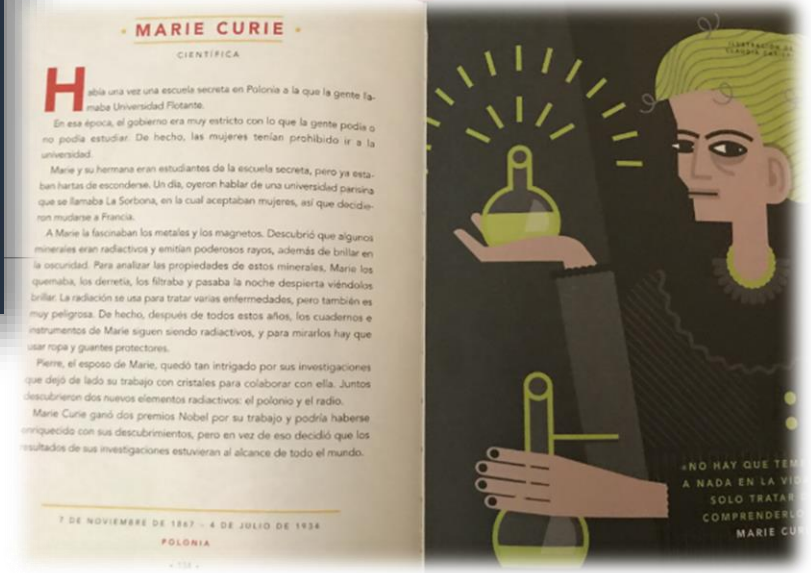 MARIE CURIE
CIENTÍFICA
Había una vez una escuela secreta en Polonia a la que la gente lla-
maba Universidad Flotante.
En esa época, el gobierno era muy estricto con lo que la gente podía o
no podía estudiar. De hecho, las mujeres tenían prohibido ir a la
universidad.
Marie y su hermana eran estudiantes de la escuela secreta, pero ya esta-
ban hartas de esconderse. Un día, oyeron hablar de una universidad parisina
que se llamaba La Sorbona, en la cual aceptaban mujeres, así que decidie-
ron mudarse a Francia.
A Marie la fascinaban los metales y los magnetos. Descubrió que algunos
minerales eran radiactivos y emitían poderosos rayos, además de brillar en
la oscuridad. Para analizar las propiedades de estos minerales, Marie los
quemaba, los derretía, los filtraba y pasaba la noche despierta viéndolos
brillar. La radiación se usa para tratar varias enfermedades, pero también es
muy peligrosa. De hecho, después de todos estos años, los cuadernos e
instrumentos de Marie siguen siendo radiactivos, y para mirarlos hay que
usar ropa y guantes protectores.
Pierre, el esposo de Marie, quedó tan intrigado por sus investigaciones
que dejó de lado su trabajo con cristales para colaborar con ella. Juntos
descubrieron dos nuevos elementos radiactivos: el polonio y el radio.
Marie Curie ganó dos premios Nobel por su trabajo y podría haberse
enriquecido con sus descubrimientos, pero en vez de eso decidió que los
resultados de sus investigaciones estuvieran al alcance de todo el mundo.
7 DE NOVIEMBRE DE 1867 - 4 DE JULIO DE 1934
POLONIA
ILUSTRACIÓN DE
CLAUDIA
«NO HAY QUE TEM
A NADA EN LA VID
SOLO TRATAR
COMPRENDERLO
MARIE CUR